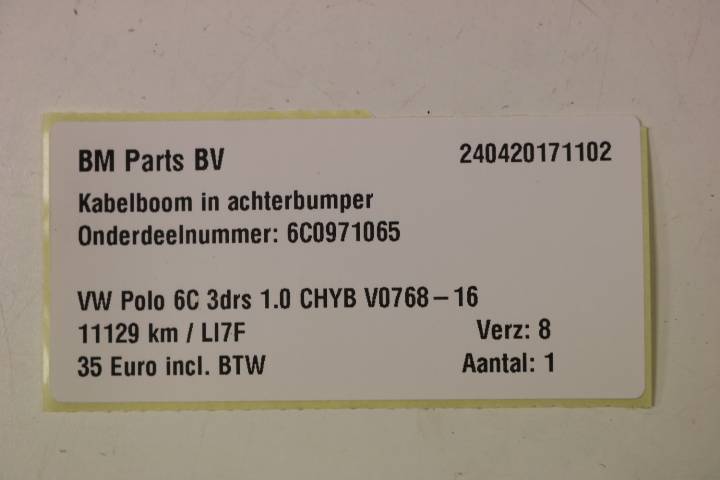 BM Parts BV 240420171102
Kabelboom in achterbumper
Onderdeelnummer: 6C0971065
VW Polo 6C 3drs 1.0 CHYB V0768-16
11129 km / LI7F Verz: 8
35 Euro incl. BTW Aantal: 1